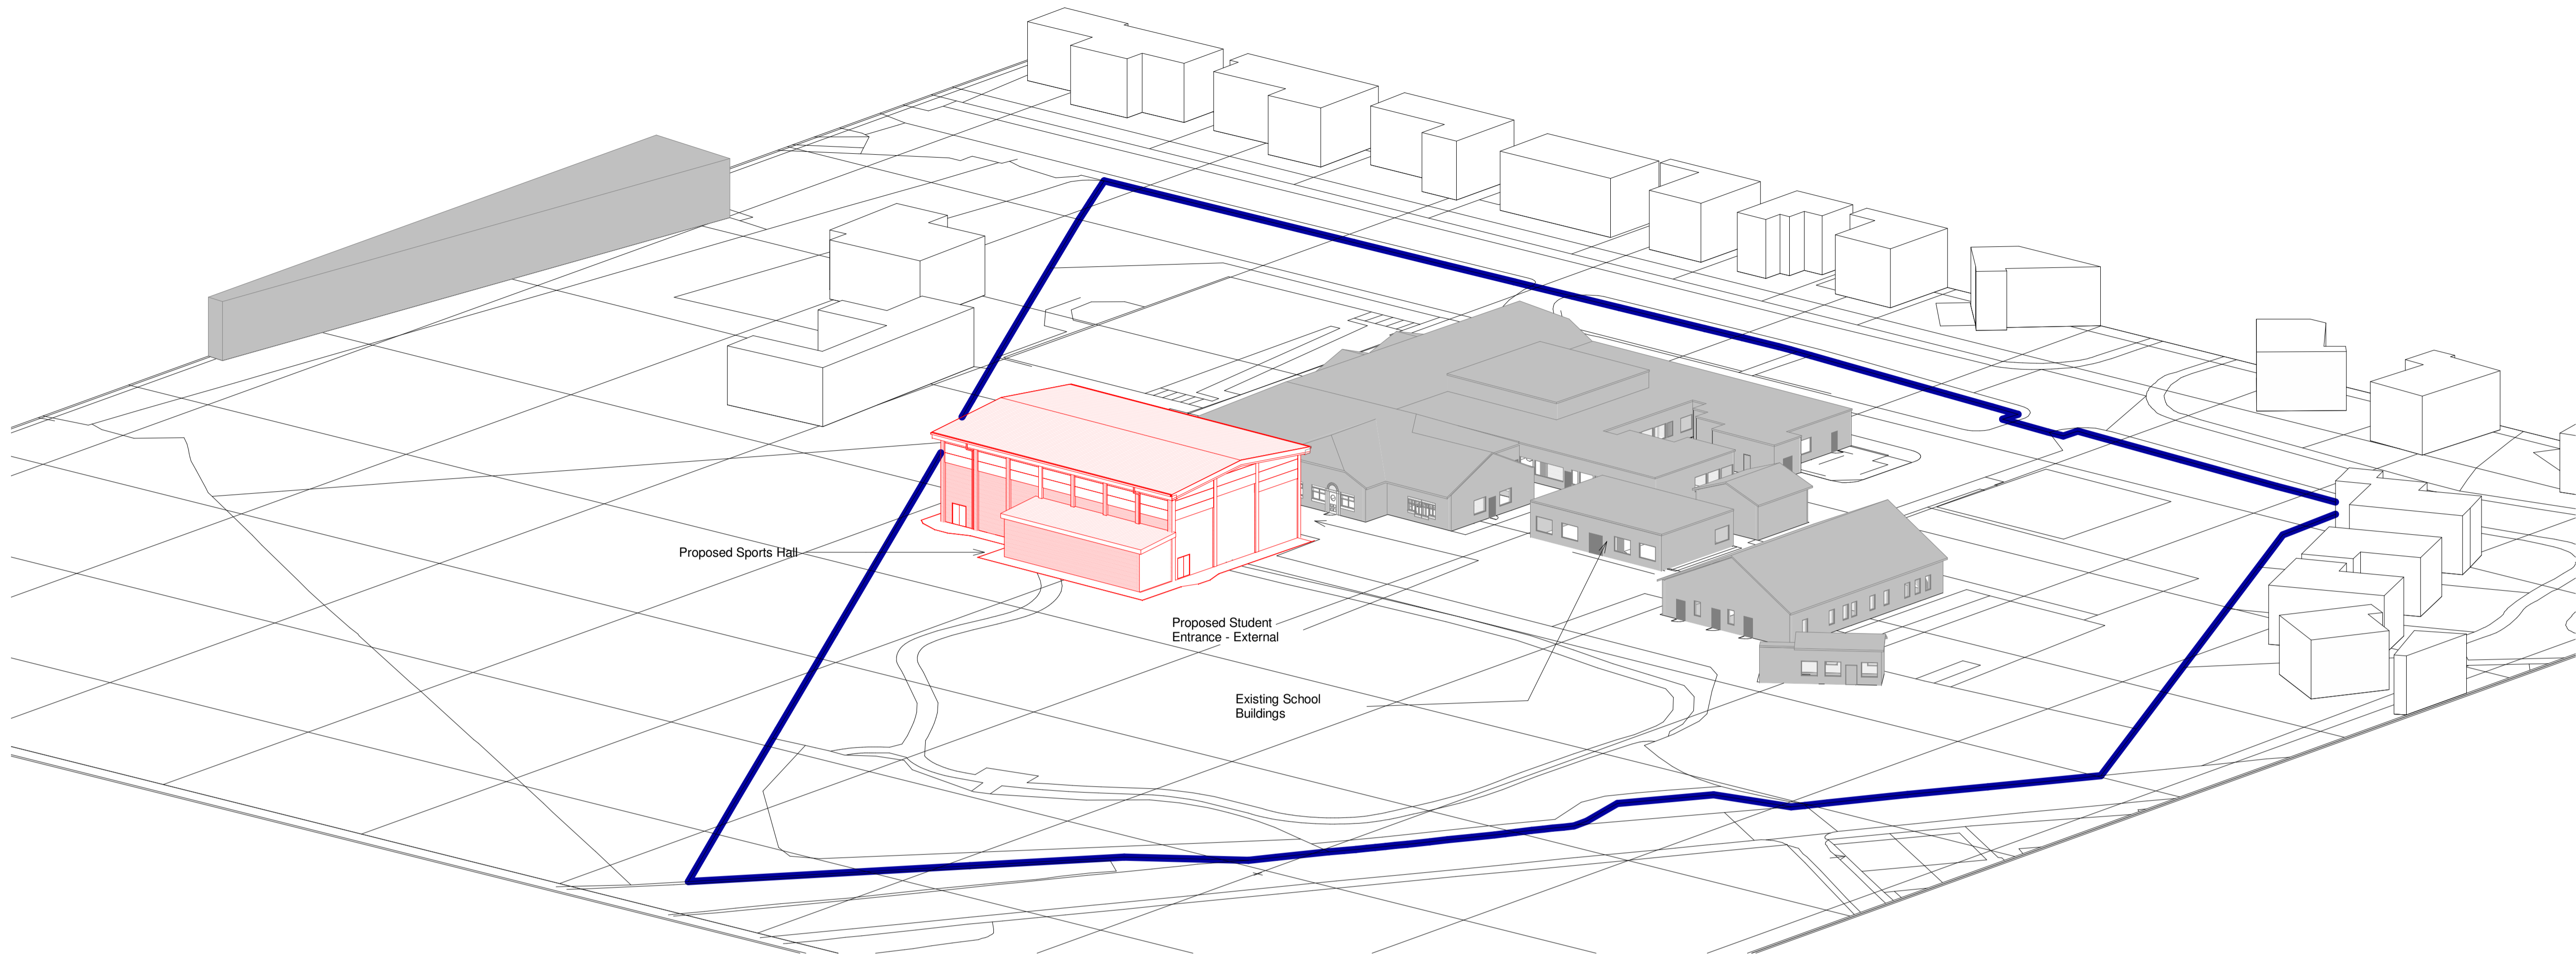 Proposed Sports Hall
Proposed Student
Entrance - External
Existing School
Buildings